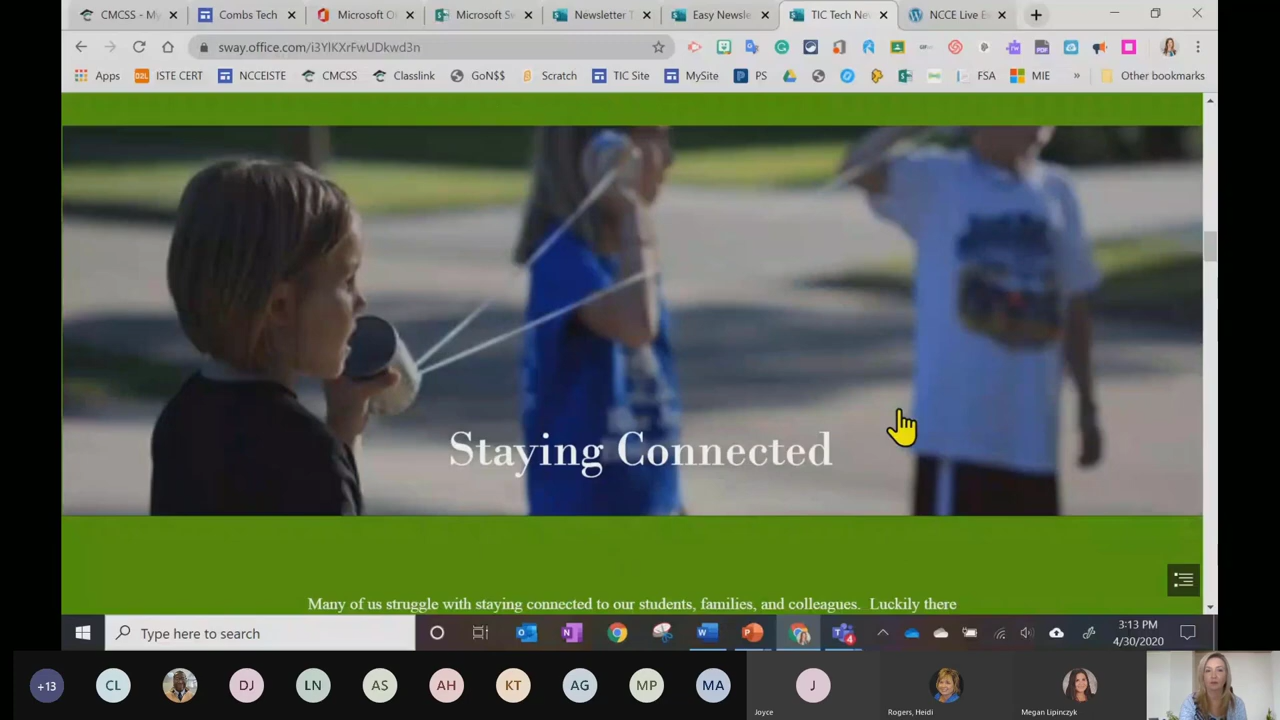 CMCSS - My
Combs Tech
Microsoft O
Microsoft Sw
Newsletter T
Easy Newsle
TIC Tech Ne
NCCE Live E
sway.office.com/i3YlKXrFwUDkwd3n
Apps
D2L
ISTE CERT
NCCEISTE
CMCSS
Classlink
GoN$$
Scratch
TIC Site
MySite
PS
FSA
MIE
»
Other bookmarks
Staying Connected
Many of us struggle with staying connected to our students, families, and colleagues. Luckily there
Type here to search
3:13 PM
4/30/2020
+13
CL
DJ
LN
AS
AH
KT
AG
MP
MA
J
Joyce
Rogers, Heidi
Megan Lipinczyk